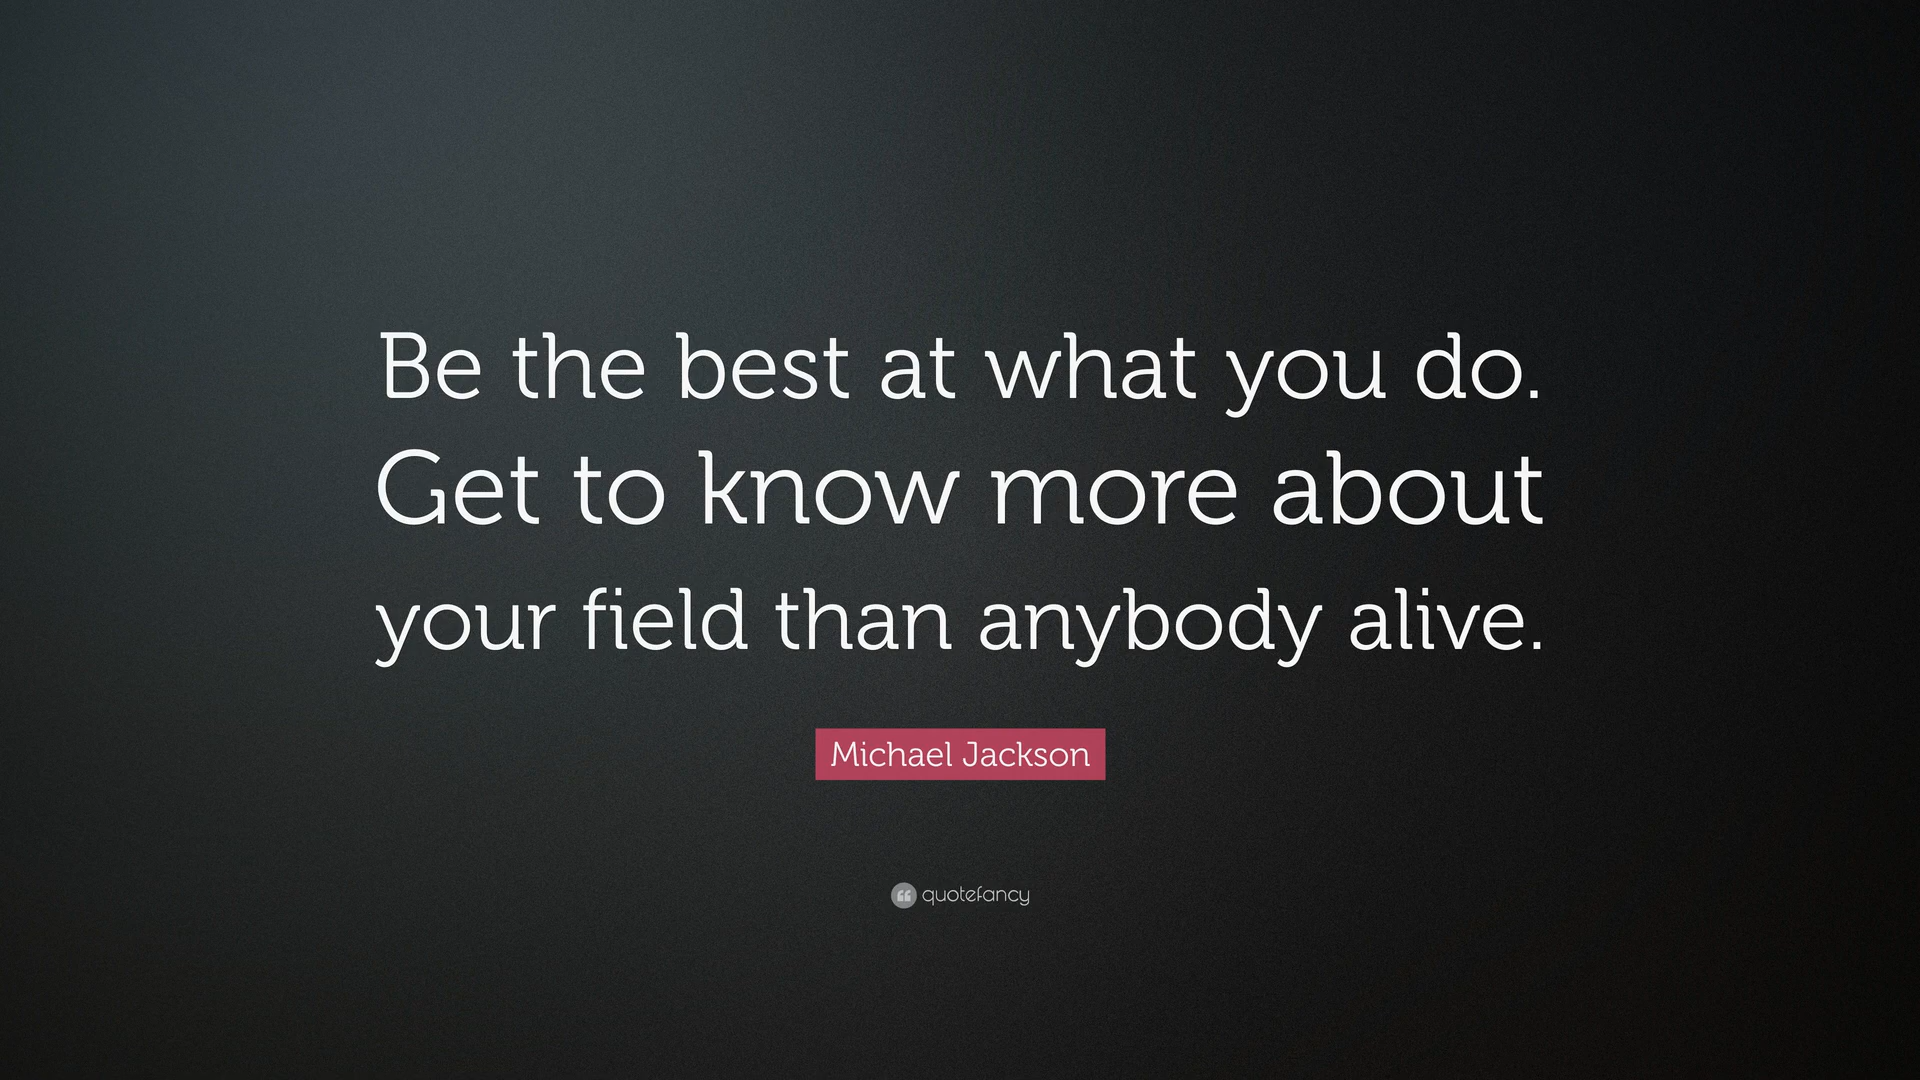 Be the best at what you do.
Get to know more about
your field than anybody alive.
Michael Jackson
quotefancy